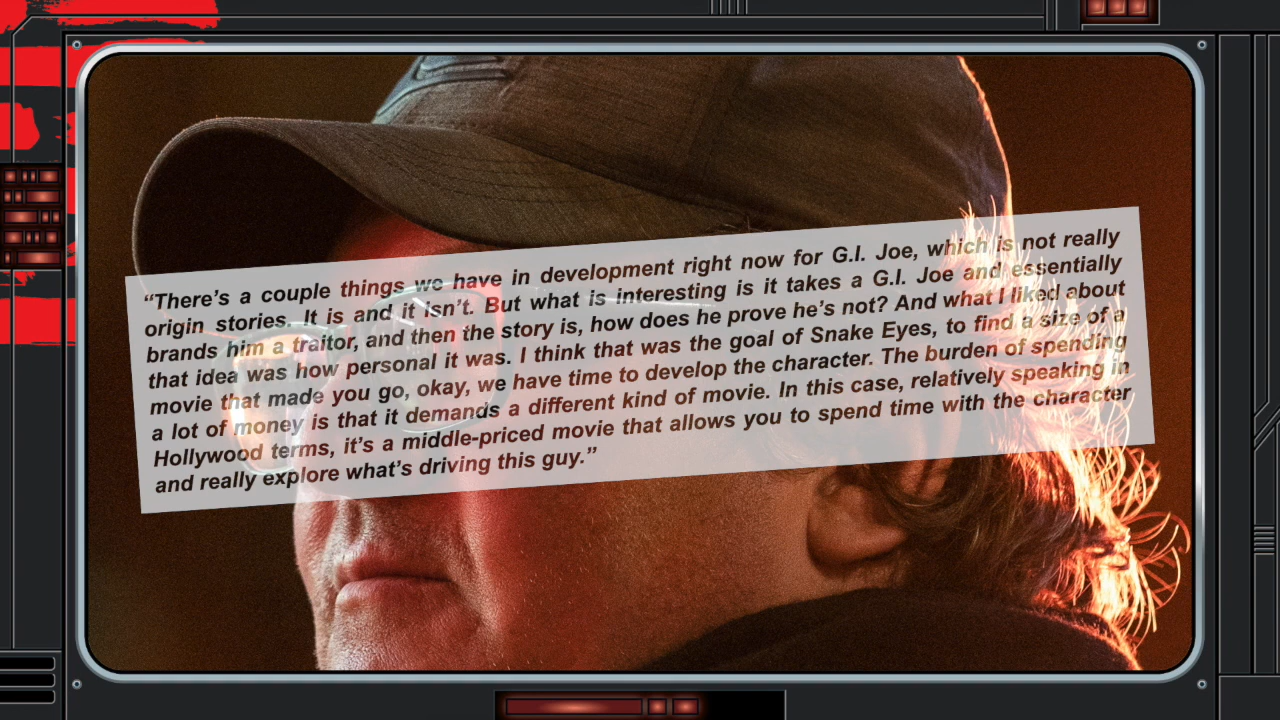 “There’s a couple things we have in development right now for G.I. Joe, which is not really
origin stories. It is and it isn’t. But what is interesting is it takes a G.I. Joe and essentially
brands him a traitor, and then the story is, how does he prove he’s not? And what I liked about
that idea was how personal it was. I think that was the goal of Snake Eyes, to find a size of a
movie that made you go, okay, we have time to develop the character. The burden of spending
a lot of money is that it demands a different kind of movie. In this case, relatively speaking in
Hollywood terms, it’s a middle-priced movie that allows you to spend time with the character
and really explore what’s driving this guy.”